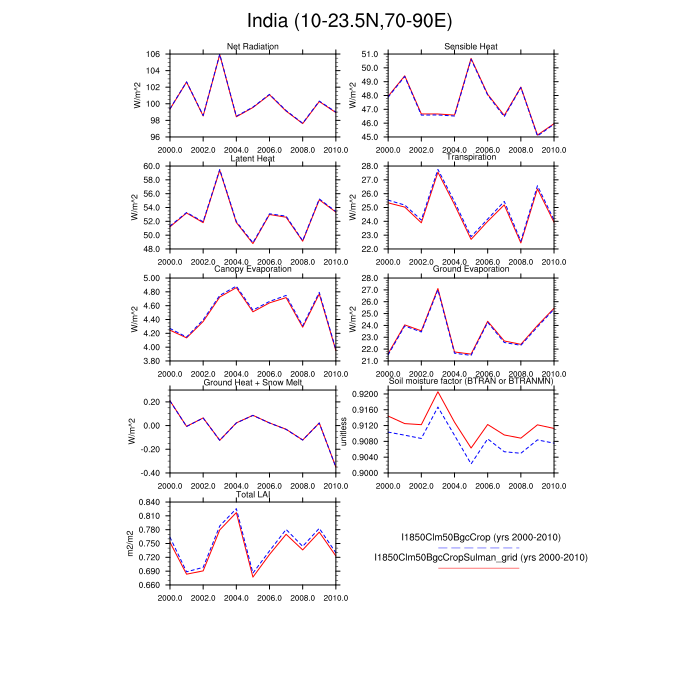 India (10-23.5N,70-90E)
Net Radiation
W/m^2
106
104
102
100
98
96
2000.0 2002.0 2004.0 2006.0 2008.0 2010.0
Sensible Heat
W/m^2
51.0
50.0
49.0
48.0
47.0
46.0
45.0
2000.0 2002.0 2004.0 2006.0 2008.0 2010.0
Latent Heat
W/m^2
60.0
58.0
56.0
54.0
52.0
50.0
48.0
2000.0 2002.0 2004.0 2006.0 2008.0 2010.0
Transpiration
W/m^2
28.0
27.0
26.0
25.0
24.0
23.0
22.0
2000.0 2002.0 2004.0 2006.0 2008.0 2010.0
Canopy Evaporation
W/m^2
5.00
4.80
4.60
4.40
4.20
4.00
3.80
2000.0 2002.0 2004.0 2006.0 2008.0 2010.0
Ground Evaporation
W/m^2
28.0
27.0
26.0
25.0
24.0
23.0
22.0
21.0
2000.0 2002.0 2004.0 2006.0 2008.0 2010.0
Ground Heat + Snow Melt
W/m^2
0.20
0.00
-0.20
-0.40
2000.0 2002.0 2004.0 2006.0 2008.0 2010.0
Soil moisture factor (BTRAN or BTRANMN)
unitless
0.9200
0.9160
0.9120
0.9080
0.9040
0.9000
2000.0 2002.0 2004.0 2006.0 2008.0 2010.0
Total LAI
m2/m2
0.840
0.810
0.780
0.750
0.720
0.690
0.660
2000.0 2002.0 2004.0 2006.0 2008.0 2010.0
I1850Clm50BgcCrop (yrs 2000-2010)
I1850Clm50BgcCropSulman_grid (yrs 2000-2010)